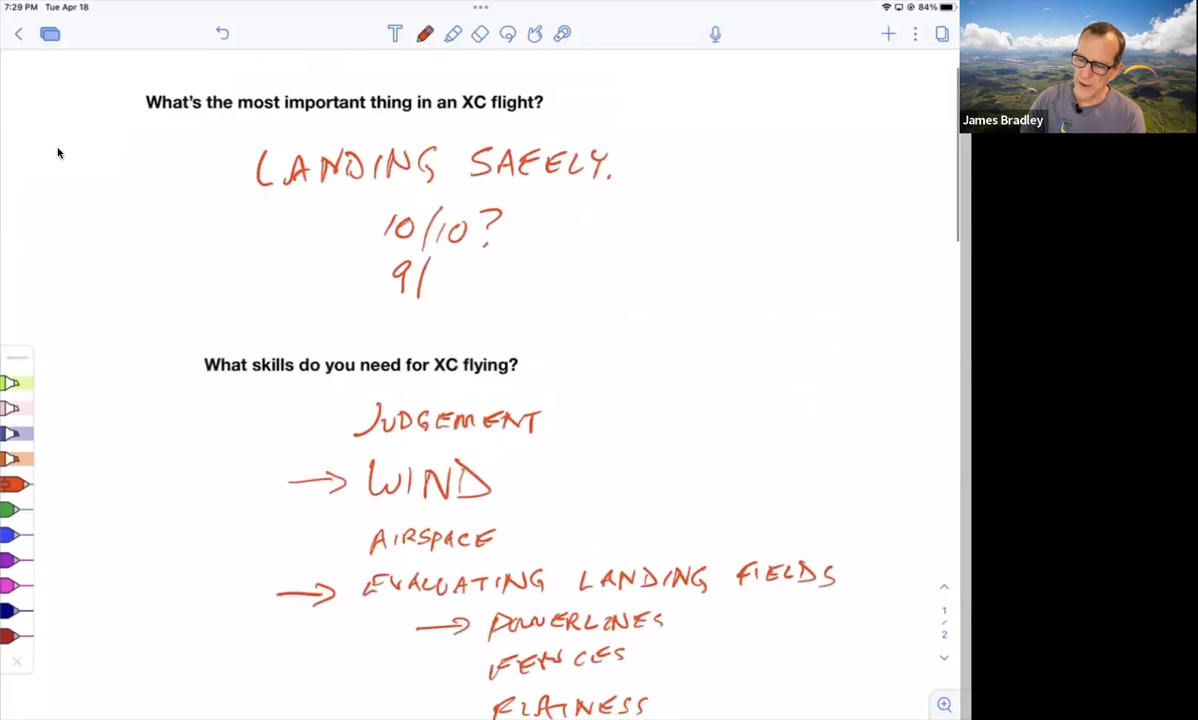 7:29 PM Tue Apr 18
84%
What's the most important thing in an XC flight?
LANDING SAFELY.
10/10?
9/
What skills do you need for XC flying?
JUDGEMENT
→ WIND
AIRSPACE
→ EVALUATING LANDING FIELDS
→ POWERLINES
FENCES
FLATNESS
1
/
2
James Bradley